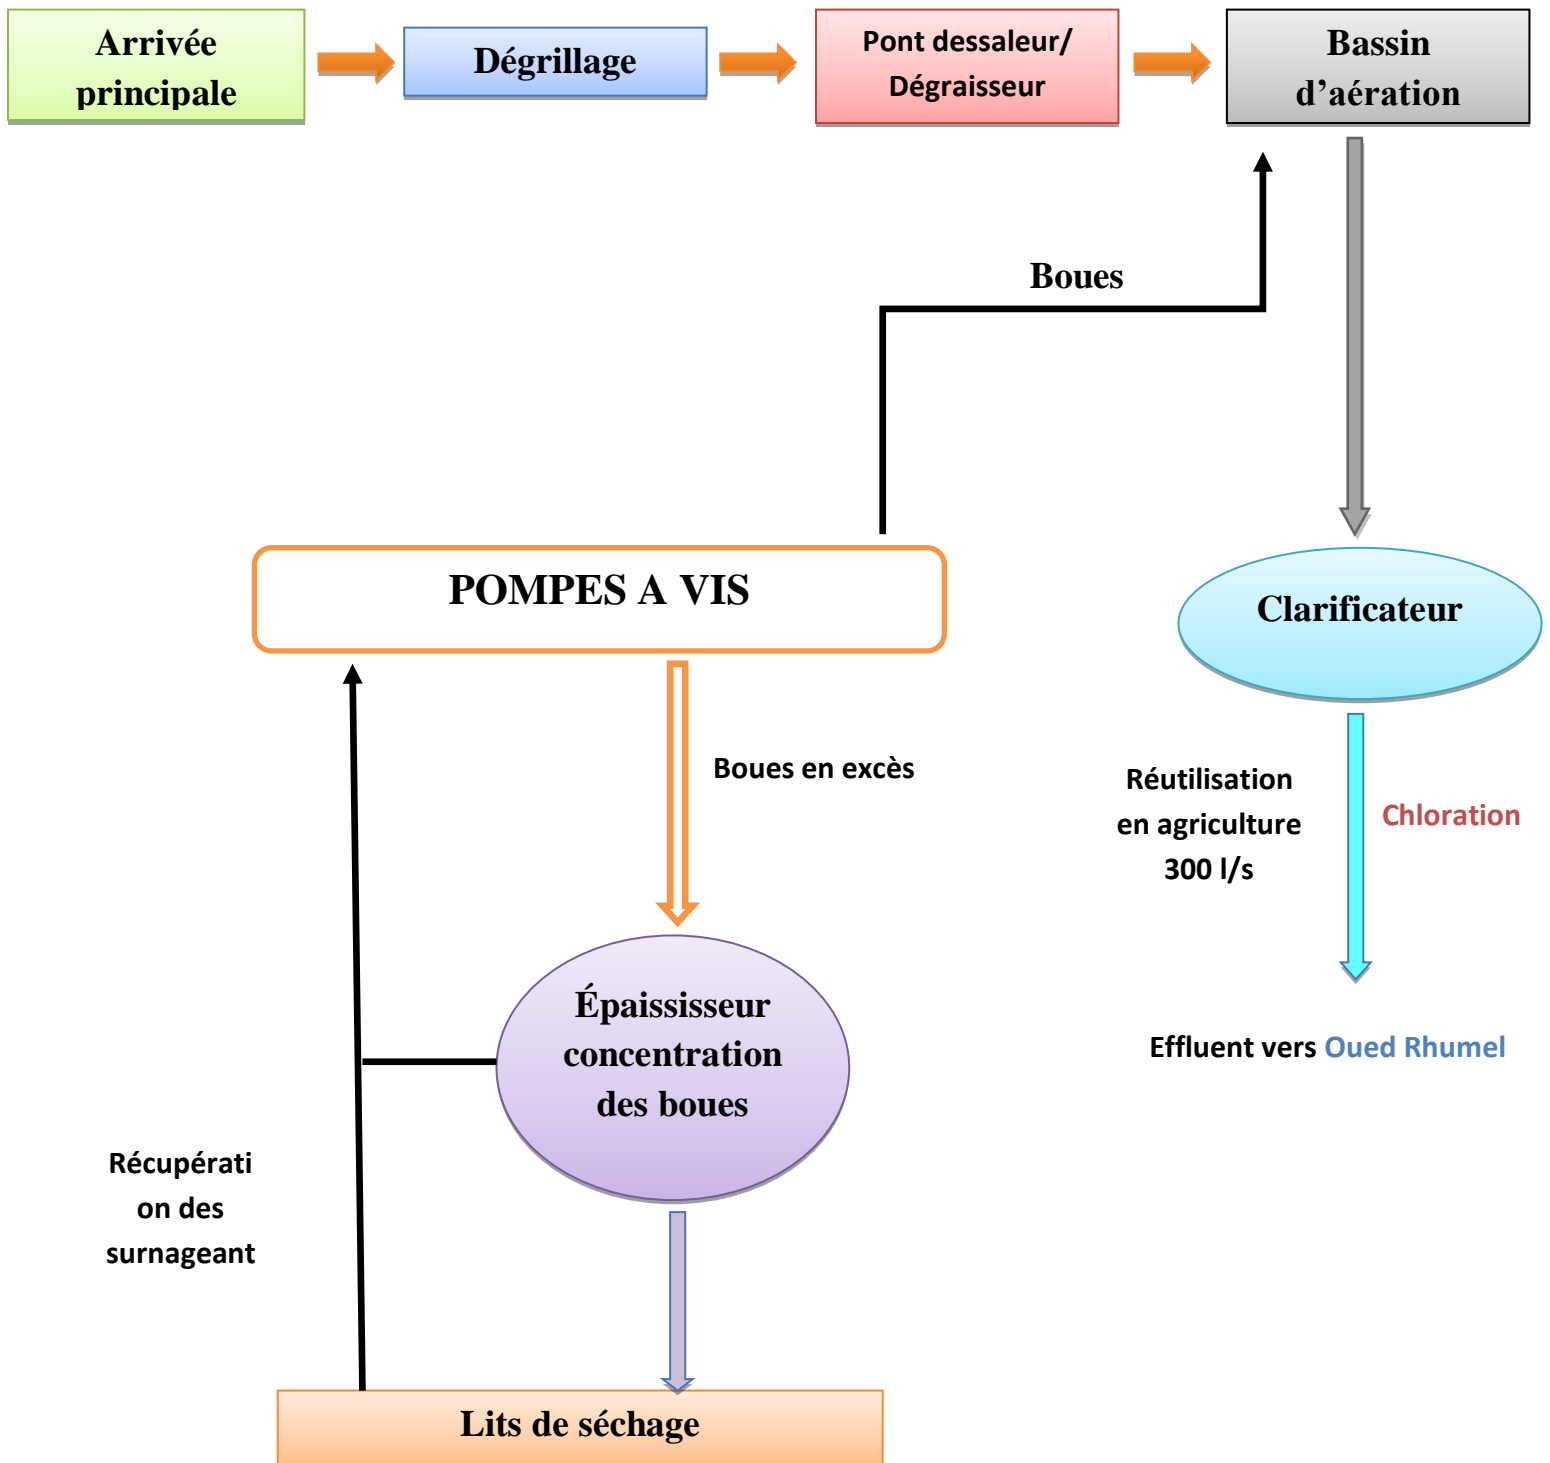 Arrivée
principale
Dégrillage
Pont dessaleur/
Dégraisseur
Bassin
d’aération
Boues
POMPES A VIS
Clarificateur
Boues en excès
Réutilisation
en agriculture
300 l/s
Chloration
Épaississeur
concentration
des boues
Effluent vers Oued Rhumel
Récupérati
on des
surnageant
Lits de séchage